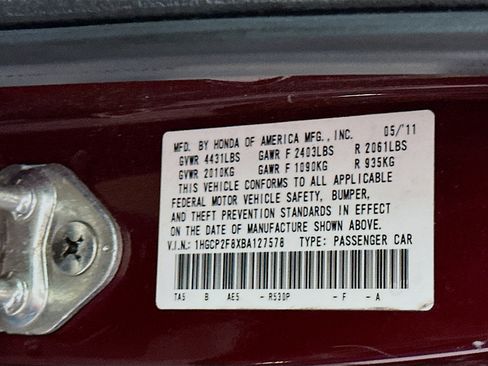 MFD. BY HONDA OF AMERICA MFG., INC. 05/'11
GVWR 4431LBS GAWR F 2403LBS R 2061LBS
GVWR 2010KG GAWR F 1090KG R 935KG
THIS VEHICLE CONFORMS TO ALL APPLICABLE
FEDERAL MOTOR VEHICLE SAFETY, BUMPER,
AND THEFT PREVENTION STANDARDS IN EFFECT
ON THE DATE OF MANUFACTURE SHOWN ABOVE.
V.I.N.: 1HGCP2F8XBA127578 TYPE: PASSENGER CAR
TA5 B AE5 - R530P - F - A